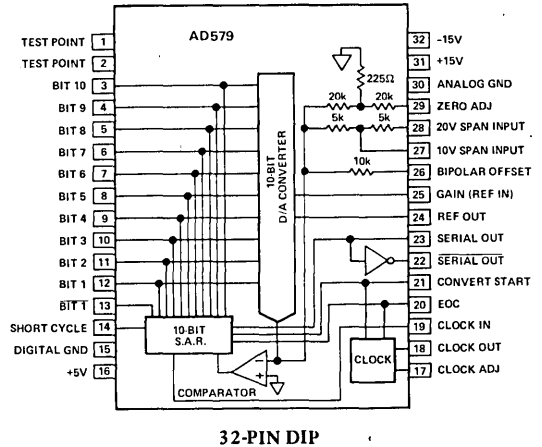 AD579
TEST POINT 1
TEST POINT 2
BIT 10 3
BIT 9 4
BIT 8 5
BIT 7 6
BIT 6 7
BIT 5 8
BIT 4 9
BIT 3 10
BIT 2 11
BIT 1 12
BIT 1 13
SHORT CYCLE 14
DIGITAL GND 15
+5V 16
10-BIT
D/A CONVERTER
10-BIT
S.A.R.
COMPARATOR
−
+
CLOCK
225Ω
20k 20k
5k 5k
10k
32 -15V
31 +15V
30 ANALOG GND
29 ZERO ADJ
28 20V SPAN INPUT
27 10V SPAN INPUT
26 BIPOLAR OFFSET
25 GAIN (REF IN)
24 REF OUT
23 SERIAL OUT
22 SERIAL OUT
21 CONVERT START
20 EOC
19 CLOCK IN
18 CLOCK OUT
17 CLOCK ADJ
32-PIN DIP